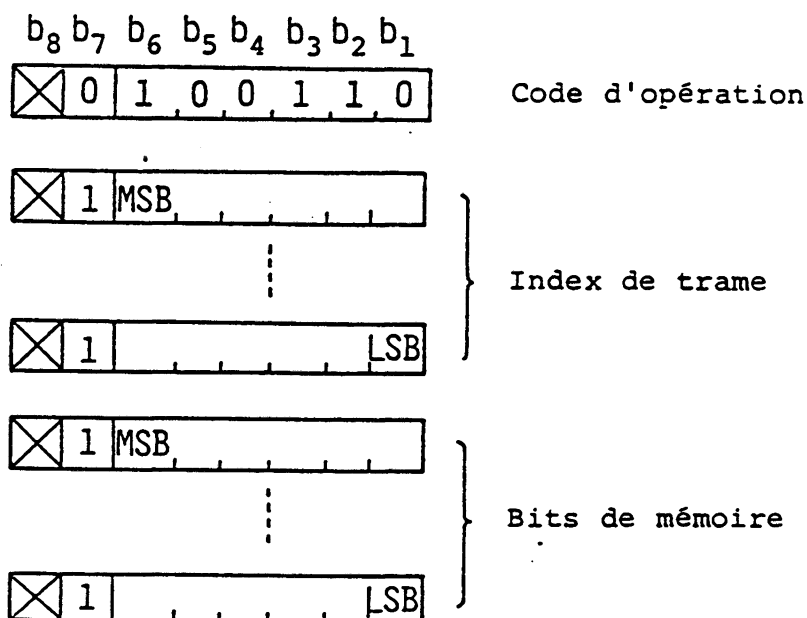 b8 b7 b6 b5 b4 b3 b2 b1
0 1 0 0 1 1 0 Code d'opération
1 MSB
Index de trame
1 LSB
1 MSB
Bits de mémoire
1 LSB